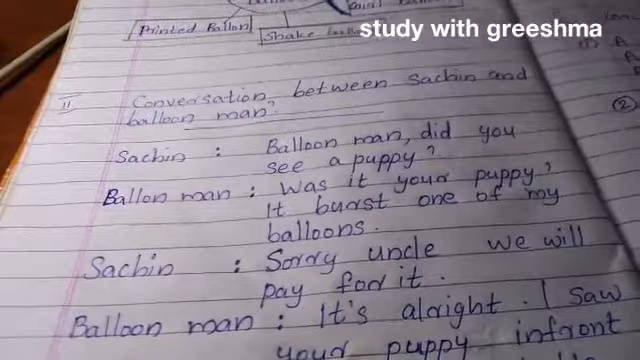 study with greeshma
Printed Ballon
Shake
II Conversation between Sachin and
balloon man?
Sachin : Balloon man, did you
see a puppy?
Ballon man : Was it your puppy?
It burst one of my
balloons.
Sachin : Sorry uncle we will
pay for it.
Balloon man : It's alright. I saw
your puppy infront